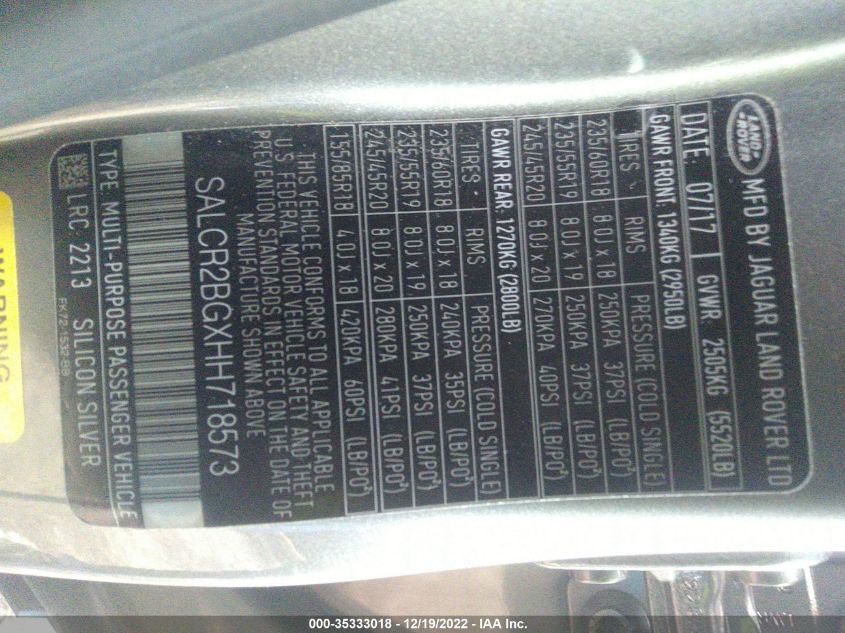 LAND-
ROVER
MFD BY JAGUAR LAND ROVER LTD
DATE: 07/17 GVWR: 2505KG (5520LB)
GAWR FRONT: 1340KG (2950LB)
TIRES RIMS PRESSURE (COLD SINGLE)
235/60R18 8.0J x 18 250KPA 37PSI (LB/PO²)
235/55R19 8.0J x 19 250KPA 37PSI (LB/PO²)
245/45R20 8.0J x 20 270KPA 40PSI (LB/PO²)
GAWR REAR: 1270KG (2800LB)
TIRES RIMS PRESSURE (COLD SINGLE)
235/60R18 8.0J x 18 240KPA 35PSI (LB/PO²)
235/55R19 8.0J x 19 250KPA 37PSI (LB/PO²)
245/45R20 8.0J x 20 280KPA 41PSI (LB/PO²)
155/85R18 4.0J x 18 420KPA 60PSI (LB/PO²)
THIS VEHICLE CONFORMS TO ALL APPLICABLE
U.S. FEDERAL MOTOR VEHICLE SAFETY AND THEFT
PREVENTION STANDARDS IN EFFECT ON THE DATE OF
MANUFACTURE SHOWN ABOVE
SALCR2BGXHH718573
TYPE: MULTI-PURPOSE PASSENGER VEHICLE
LRC: 2213 SILICON SILVER
FK72-1532-BB
WARNING
000-35333018 - 12/19/2022 - IAA Inc.